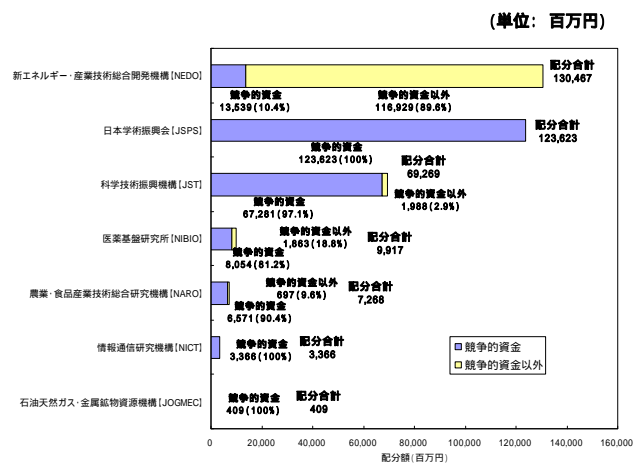 (単位: 百万円)
新エネルギー・産業技術総合開発機構【NEDO】
配分合計
130,467
競争的資金
13,539(10.4%)
競争的資金以外
116,929(89.6%)
日本学術振興会【JSPS】
配分合計
123,623
競争的資金
123,623(100%)
科学技術振興機構【JST】
配分合計
69,269
競争的資金
67,281(97.1%)
競争的資金以外
1,988(2.9%)
医薬基盤研究所【NIBIO】
競争的資金
8,054(81.2%)
競争的資金以外
1,863(18.8%)
配分合計
9,917
農業・食品産業技術総合研究機構【NARO】
競争的資金
6,571(90.4%)
競争的資金以外
697(9.6%)
配分合計
7,268
情報通信研究機構【NICT】
競争的資金
3,366(100%)
配分合計
3,366
石油天然ガス・金属鉱物資源機構【JOGMEC】
競争的資金
409(100%)
配分合計
409
競争的資金
競争的資金以外
0 20,000 40,000 60,000 80,000 100,000 120,000 140,000
配分額(百万円)